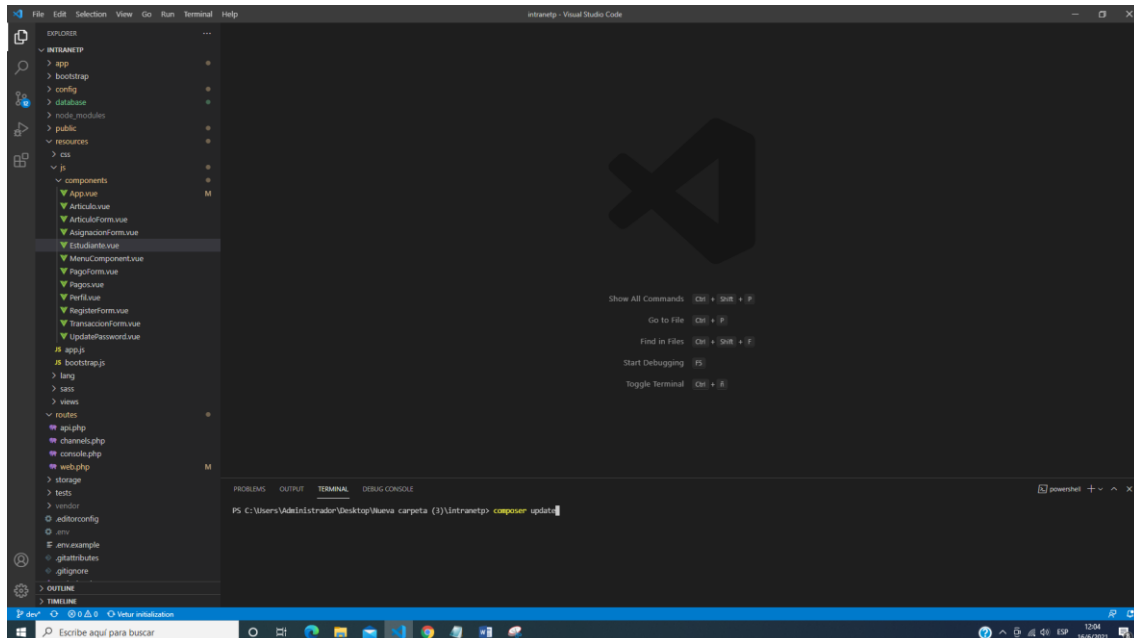 File Edit Selection View Go Run Terminal Help
intranetp - Visual Studio Code
EXPLORER
INTRANETP
app
bootstrap
config
database
node_modules
public
resources
css
js
components
App.vue M
Articulo.vue
ArticuloForm.vue
AsignacionForm.vue
Estudiante.vue
MenuComponent.vue
PagoForm.vue
Pagos.vue
Perfil.vue
RegisterForm.vue
TransaccionForm.vue
UpdatePassword.vue
JS app.js
JS bootstrap.js
lang
sass
views
routes
api.php
channels.php
console.php
web.php M
storage
tests
vendor
.editorconfig
.env
.env.example
.gitattributes
.gitignore
OUTLINE
TIMELINE
Show All Commands Ctrl + Shift + P
Go to File Ctrl + P
Find in Files Ctrl + Shift + F
Start Debugging F5
Toggle Terminal Ctrl + ñ
PROBLEMS OUTPUT TERMINAL DEBUG CONSOLE
powershell
PS C:\Users\Administrador\Desktop\Nueva carpeta (3)\intranetp> composer update
dev* 0 0 Vetur initialization
Escribe aquí para buscar
ESP
12:04
16/6/2021